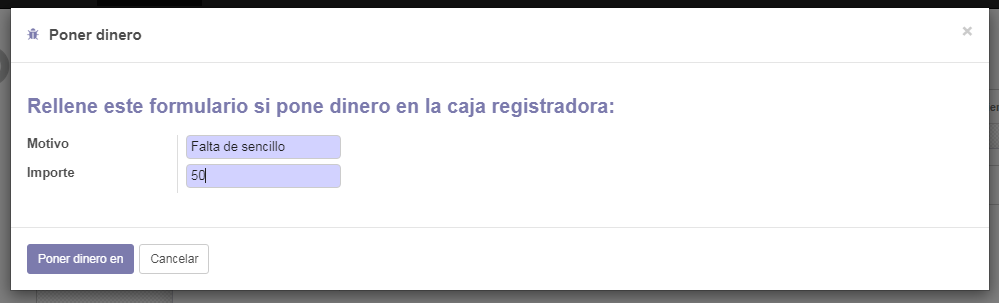 Poner dinero
×
Rellene este formulario si pone dinero en la caja registradora:
Motivo
Falta de sencillo
Importe
50
Poner dinero en
Cancelar